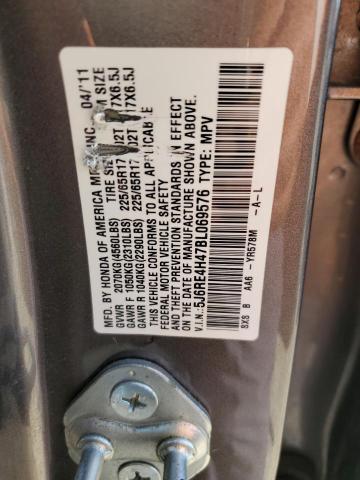 MFD. BY HONDA OF AMERICA MFG., INC. 04/'11
GVWR 2070KG(4560LBS) TIRE SIZE RIM SIZE
GAWR F 1050KG(2310LBS) 225/65R17 102T 17X6.5J
GAWR R 1040KG(2290LBS) 225/65R17 102T 17X6.5J
THIS VEHICLE CONFORMS TO ALL APPLICABLE
FEDERAL MOTOR VEHICLE SAFETY
AND THEFT PREVENTION STANDARDS IN EFFECT
ON THE DATE OF MANUFACTURE SHOWN ABOVE.
V.I.N.: 5J6RE4H47BL069576 TYPE: MPV
SXS B AA6 -YR578M -A-L